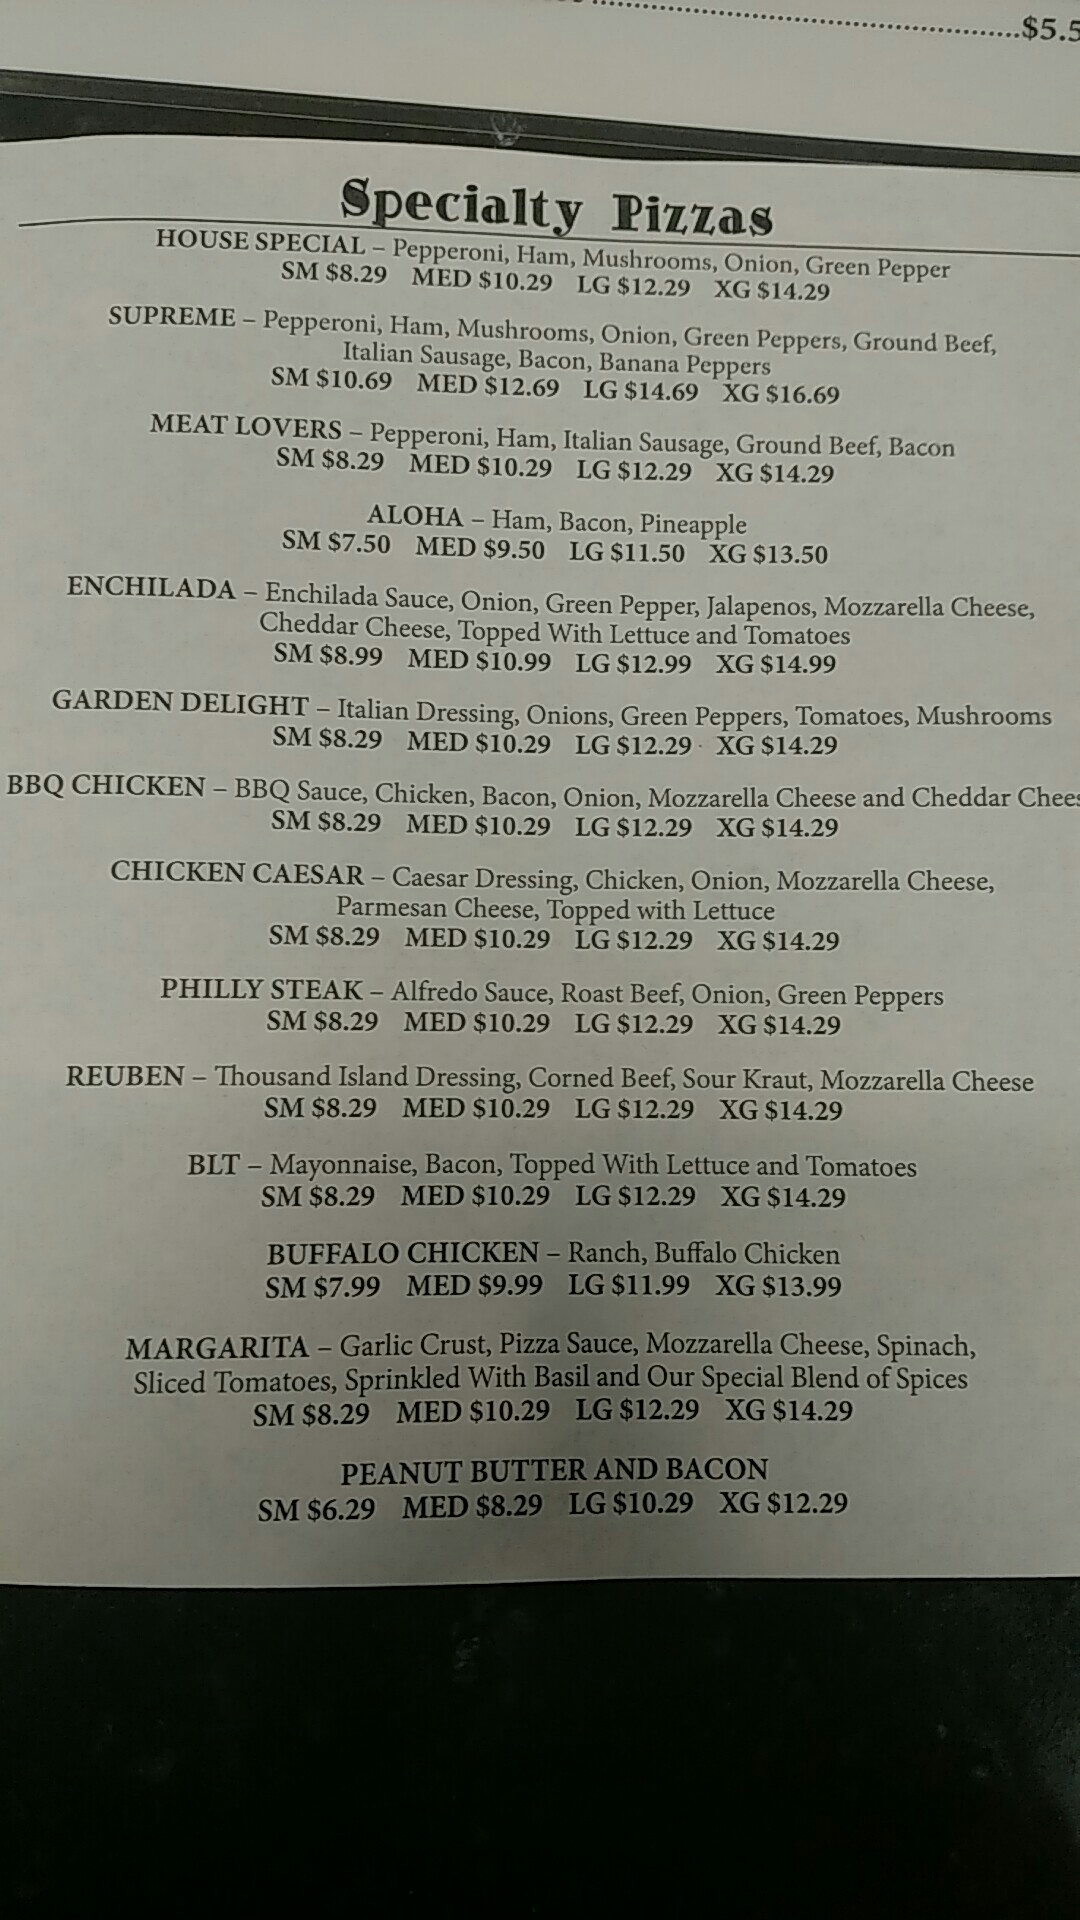 $5.5
Specialty Pizzas
HOUSE SPECIAL – Pepperoni, Ham, Mushrooms, Onion, Green Pepper
SM $8.29 MED $10.29 LG $12.29 XG $14.29
SUPREME – Pepperoni, Ham, Mushrooms, Onion, Green Peppers, Ground Beef,
Italian Sausage, Bacon, Banana Peppers
SM $10.69 MED $12.69 LG $14.69 XG $16.69
MEAT LOVERS – Pepperoni, Ham, Italian Sausage, Ground Beef, Bacon
SM $8.29 MED $10.29 LG $12.29 XG $14.29
ALOHA – Ham, Bacon, Pineapple
SM $7.50 MED $9.50 LG $11.50 XG $13.50
ENCHILADA – Enchilada Sauce, Onion, Green Pepper, Jalapenos, Mozzarella Cheese,
Cheddar Cheese, Topped With Lettuce and Tomatoes
SM $8.99 MED $10.99 LG $12.99 XG $14.99
GARDEN DELIGHT – Italian Dressing, Onions, Green Peppers, Tomatoes, Mushrooms
SM $8.29 MED $10.29 LG $12.29 XG $14.29
BBQ CHICKEN – BBQ Sauce, Chicken, Bacon, Onion, Mozzarella Cheese and Cheddar Chees
SM $8.29 MED $10.29 LG $12.29 XG $14.29
CHICKEN CAESAR – Caesar Dressing, Chicken, Onion, Mozzarella Cheese,
Parmesan Cheese, Topped with Lettuce
SM $8.29 MED $10.29 LG $12.29 XG $14.29
PHILLY STEAK – Alfredo Sauce, Roast Beef, Onion, Green Peppers
SM $8.29 MED $10.29 LG $12.29 XG $14.29
REUBEN – Thousand Island Dressing, Corned Beef, Sour Kraut, Mozzarella Cheese
SM $8.29 MED $10.29 LG $12.29 XG $14.29
BLT – Mayonnaise, Bacon, Topped With Lettuce and Tomatoes
SM $8.29 MED $10.29 LG $12.29 XG $14.29
BUFFALO CHICKEN – Ranch, Buffalo Chicken
SM $7.99 MED $9.99 LG $11.99 XG $13.99
MARGARITA – Garlic Crust, Pizza Sauce, Mozzarella Cheese, Spinach,
Sliced Tomatoes, Sprinkled With Basil and Our Special Blend of Spices
SM $8.29 MED $10.29 LG $12.29 XG $14.29
PEANUT BUTTER AND BACON
SM $6.29 MED $8.29 LG $10.29 XG $12.29